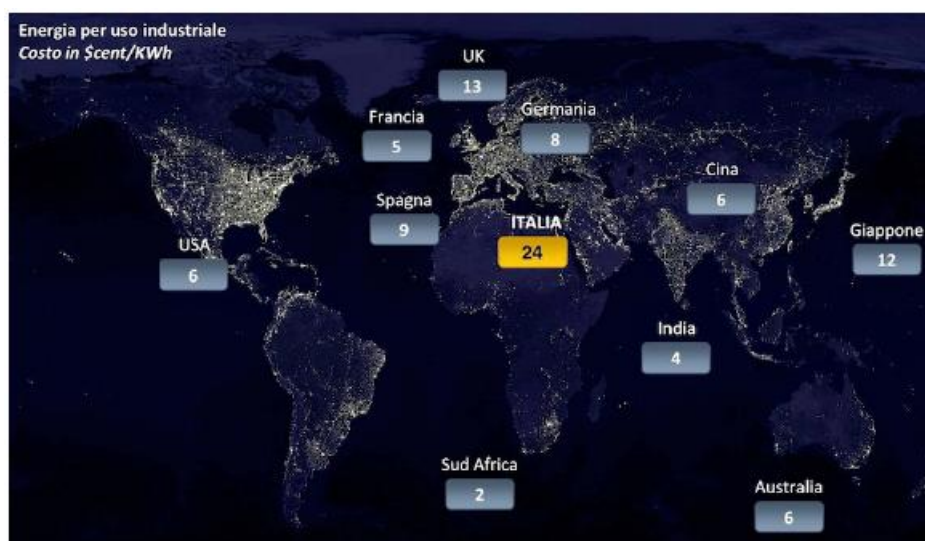 Energia per uso industriale
Costo in $cent/KWh
UK
13
Francia
5
Germania
8
Cina
6
Spagna
9
ITALIA
24
USA
6
Giappone
12
India
4
Sud Africa
2
Australia
6